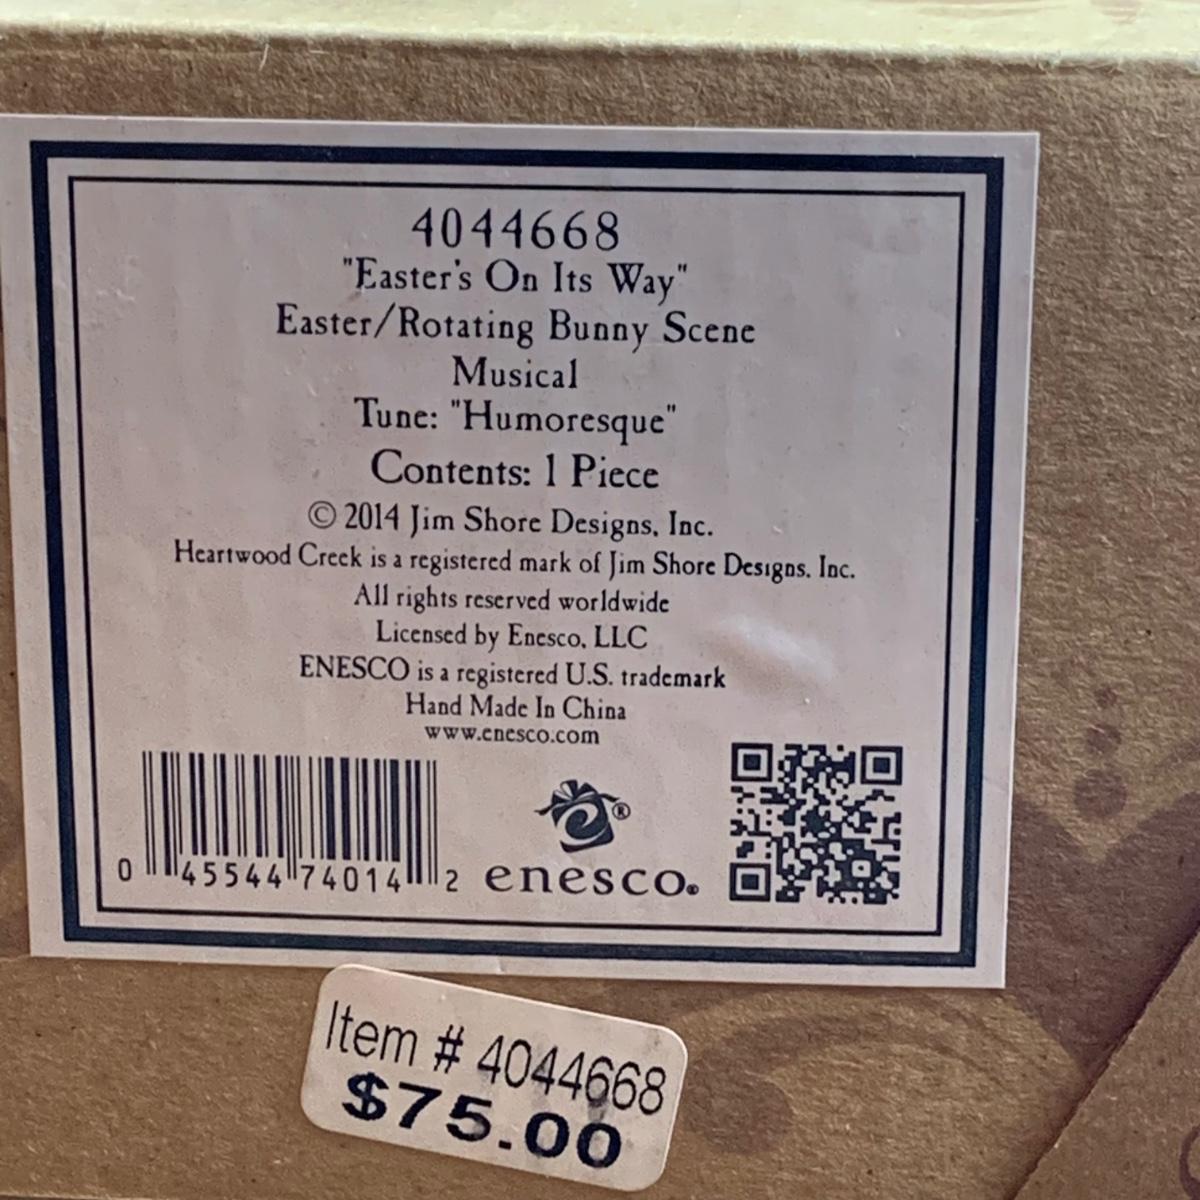 4044668
"Easter's On Its Way"
Easter/Rotating Bunny Scene
Musical
Tune: "Humoresque"
Contents: 1 Piece
© 2014 Jim Shore Designs, Inc.
Heartwood Creek is a registered mark of Jim Shore Designs, Inc.
All rights reserved worldwide
Licensed by Enesco, LLC
ENESCO is a registered U.S. trademark
Hand Made In China
www.enesco.com
0 45544 74014 2
®
enesco.
Item # 4044668
$75.00